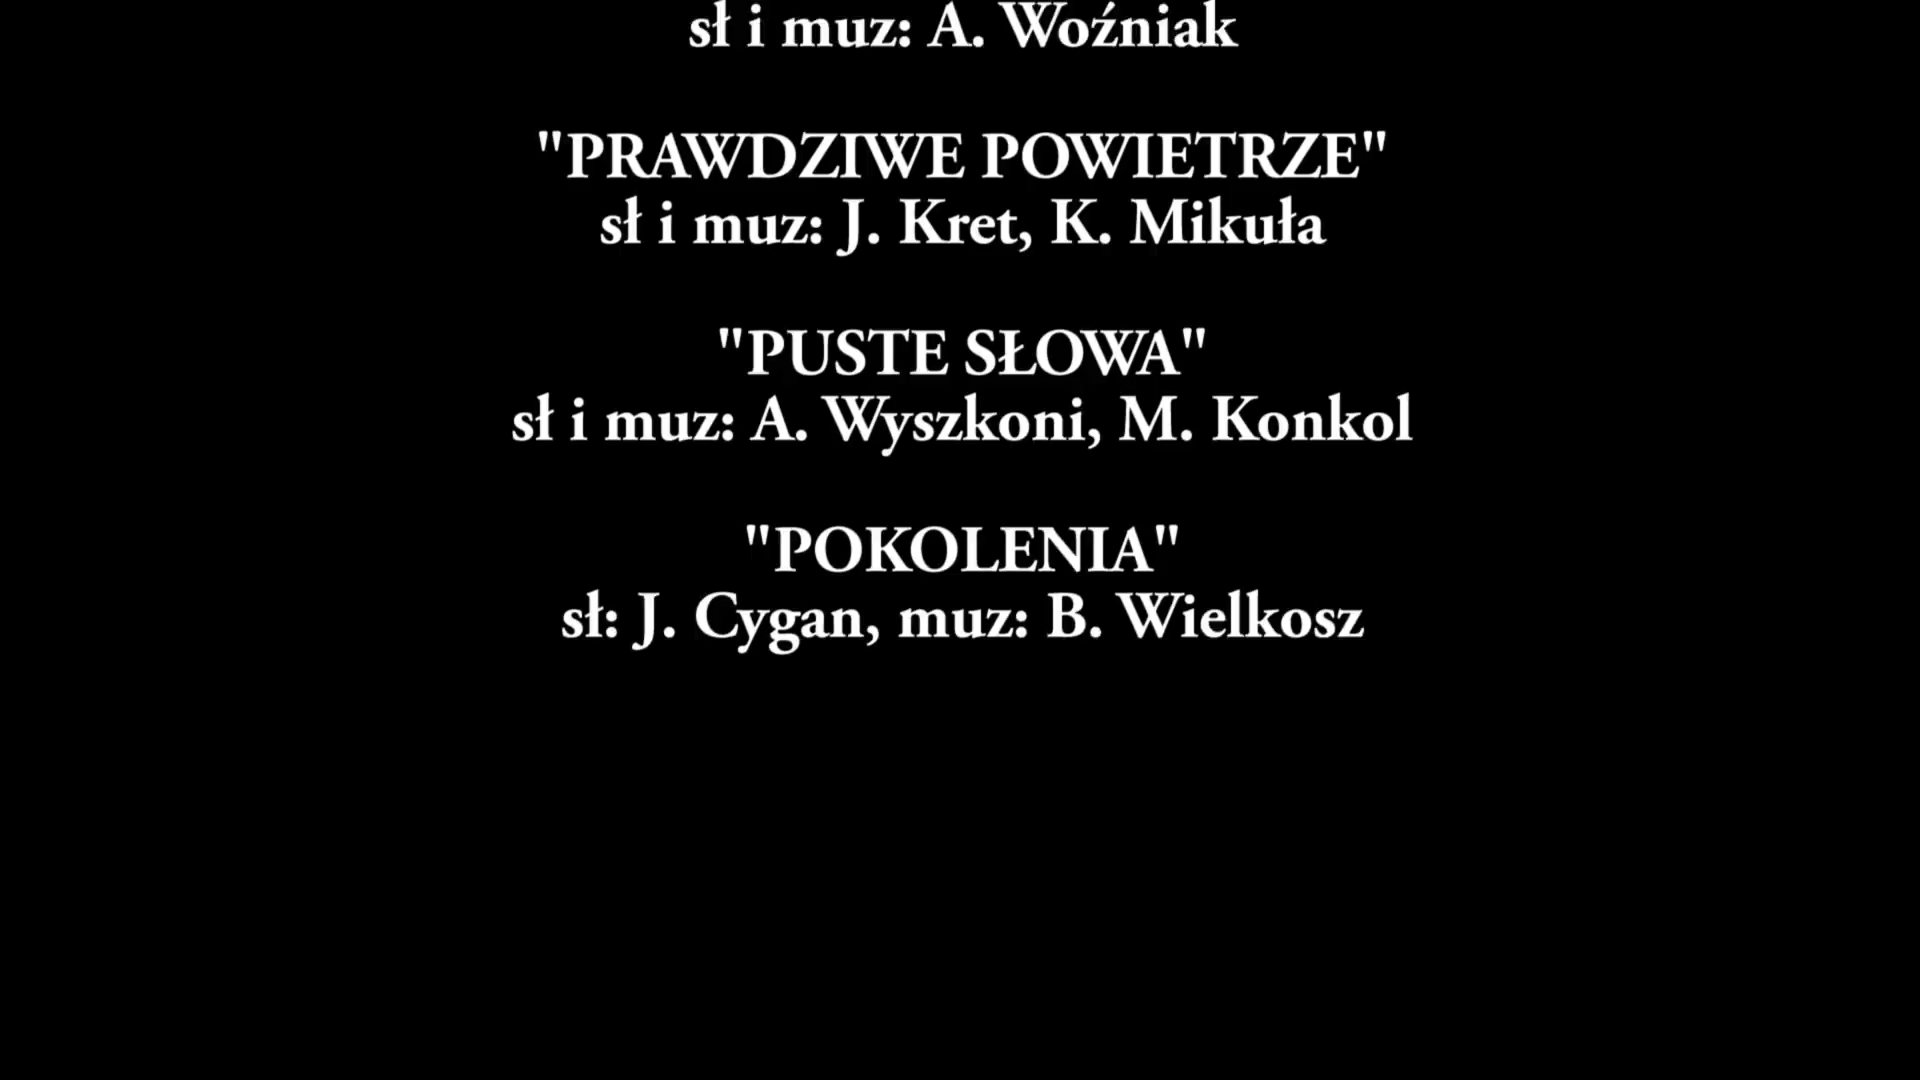 sł i muz: A. Woźniak
"PRAWDZIWE POWIETRZE"
sł i muz: J. Kret, K. Mikuła
"PUSTE SŁOWA"
sł i muz: A. Wyszkoni, M. Konkol
"POKOLENIA"
sł: J. Cygan, muz: B. Wielkosz